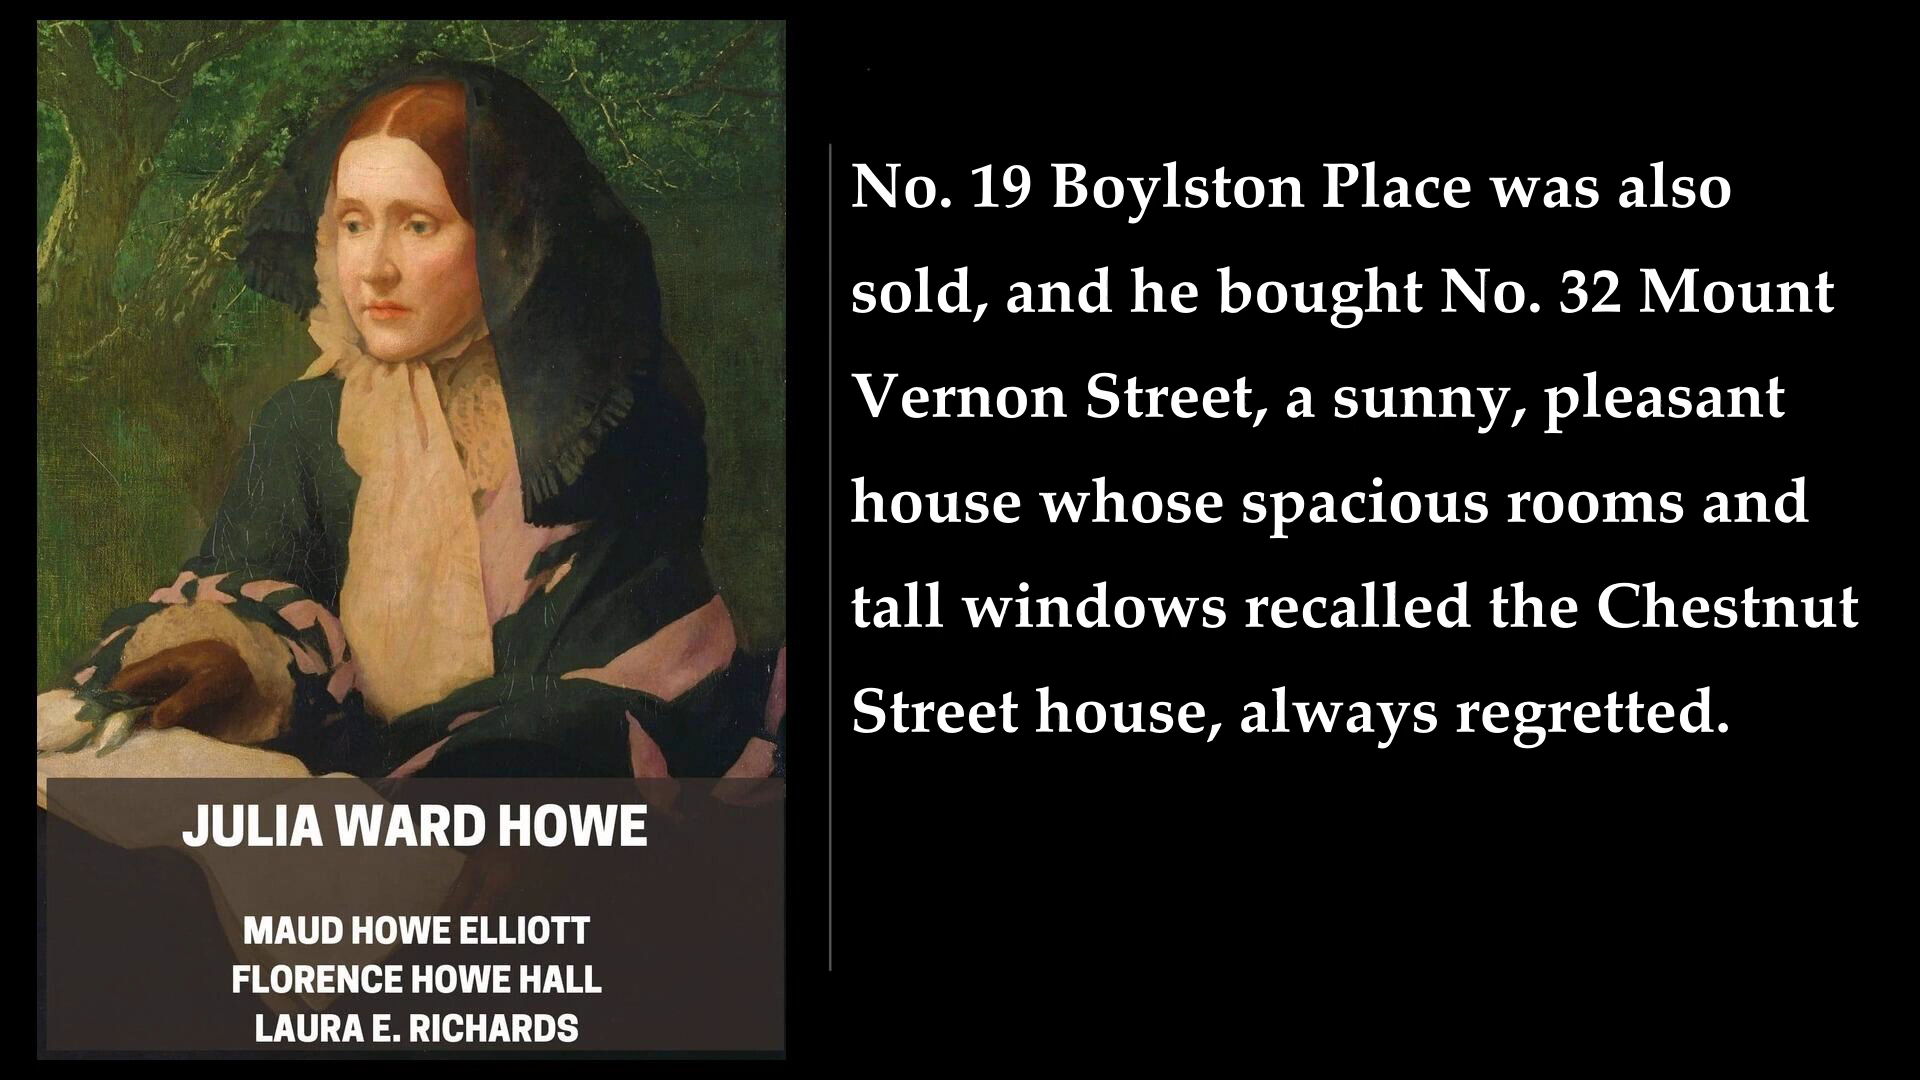 No. 19 Boylston Place was also
sold, and he bought No. 32 Mount
Vernon Street, a sunny, pleasant
house whose spacious rooms and
tall windows recalled the Chestnut
Street house, always regretted.
JULIA WARD HOWE
MAUD HOWE ELLIOTT
FLORENCE HOWE HALL
LAURA E. RICHARDS